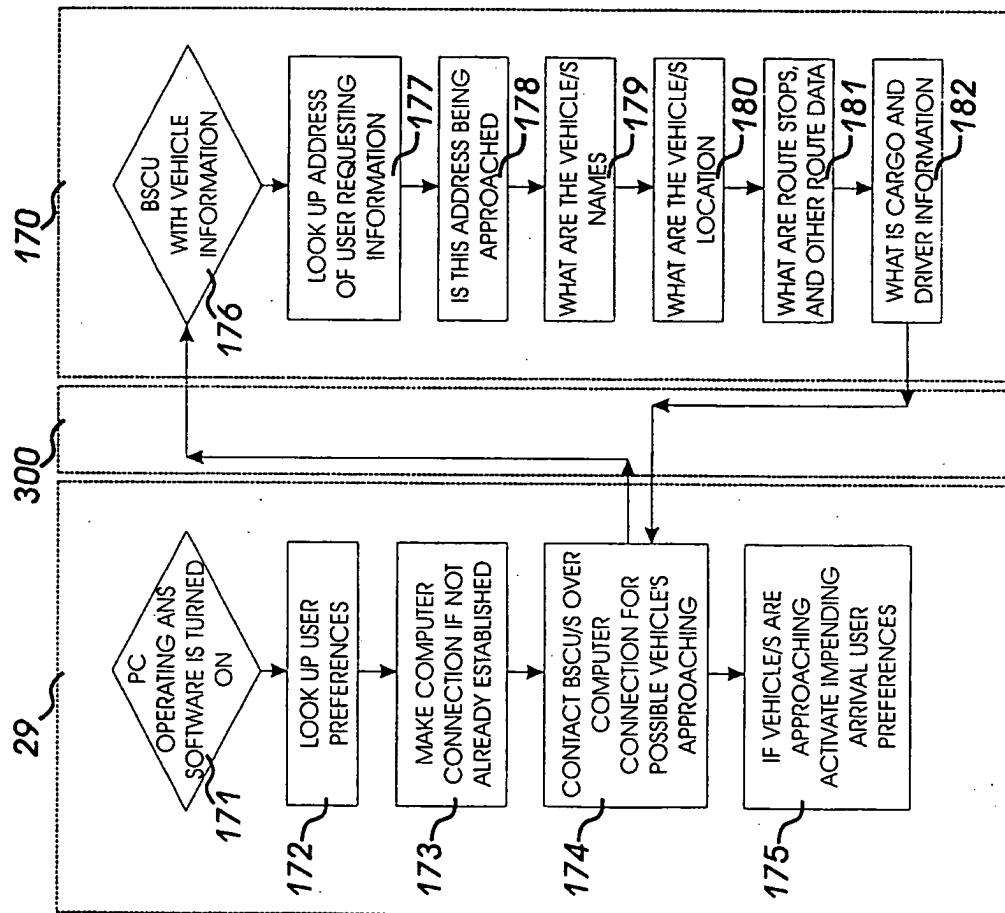 29
300
170
PC
OPERATING ANS
SOFTWARE IS TURNED
ON
171
LOOK UP USER
PREFERENCES
172
MAKE COMPUTER
CONNECTION IF NOT
ALREADY ESTABLISHED
173
CONTACT BSCU/S OVER
COMPUTER
CONNECTION FOR
POSSIBLE VEHICLE'S
APPROACHING
174
IF VEHICLE/S ARE
APPROACHING
ACTIVATE IMPENDING
ARRIVAL USER
PREFERENCES
175
BSCU
WITH VEHICLE
INFORMATION
176
LOOK UP ADDRESS
OF USER REQUESTING
INFORMATION
177
IS THIS ADDRESS BEING
APPROACHED
178
WHAT ARE THE VEHICLE/S
NAMES
179
WHAT ARE THE VEHICLE/S
LOCATION
180
WHAT ARE ROUTE STOPS,
AND OTHER ROUTE DATA
181
WHAT IS CARGO AND
DRIVER INFORMATION
182